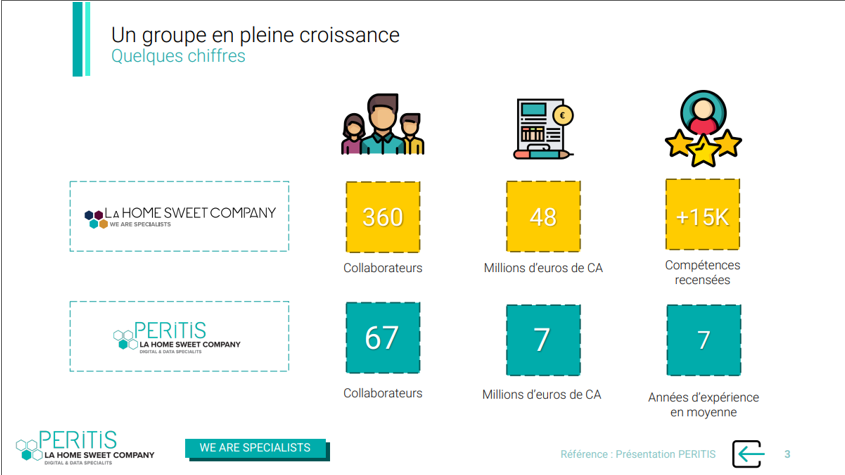 Un groupe en pleine croissance
Quelques chiffres
€
LA HOME SWEET COMPANY
WE ARE SPECIALISTS
360
48
+15K
Collaborateurs
Millions d'euros de CA
Compétences
recensées
PERITIS
LA HOME SWEET COMPANY
DIGITAL & DATA SPECIALITS
67
7
7
Collaborateurs
Millions d'euros de CA
Années d'expérience
en moyenne
PERITIS
LA HOME SWEET COMPANY
DIGITAL & DATA SPECIALITS
WE ARE SPECIALISTS
Référence : Présentation PERITIS
3